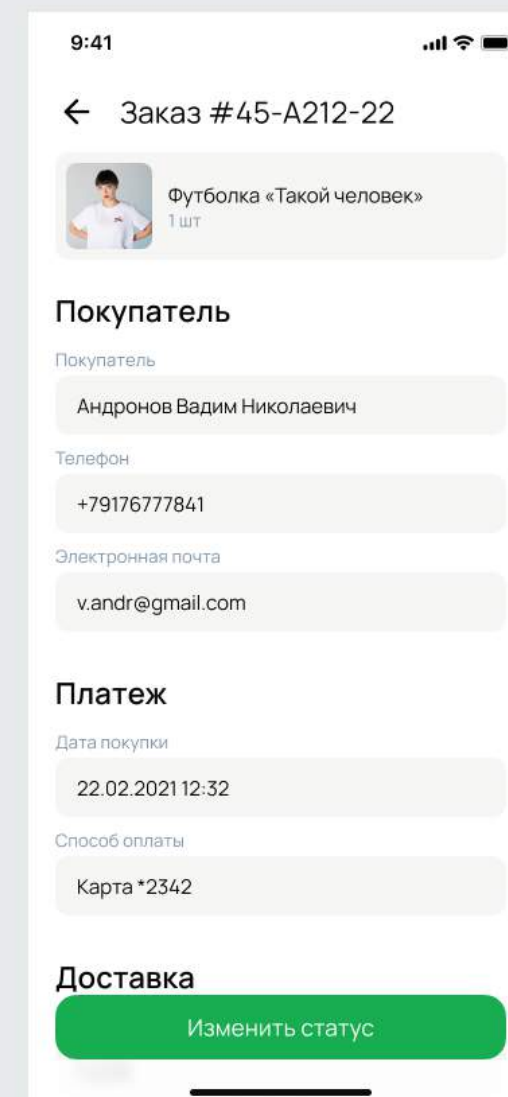 9:41
Заказ #45-A212-22
Футболка «Такой человек»
1 шт
Покупатель
Покупатель
Андронов Вадим Николаевич
Телефон
+79176777841
Электронная почта
v.andr@gmail.com
Платеж
Дата покупки
22.02.2021 12:32
Способ оплаты
Карта *2342
Доставка
Изменить статус